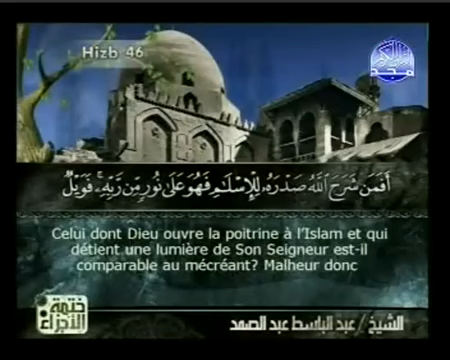 Hizb 46
المجد
أَفَمَن شَرَحَ اللَّهُ صَدْرَهُ لِلْإِسْلَامِ فَهُوَ عَلَىٰ نُورٍ مِّن رَّبِّهِ ۚ فَوَيْلٌ
Celui dont Dieu ouvre la poitrine à l'Islam et qui
détient une lumière de Son Seigneur est-il
comparable au mécréant? Malheur donc
ختمة
الأجزاء
الشيخ / عبد الباسط عبد الصمد